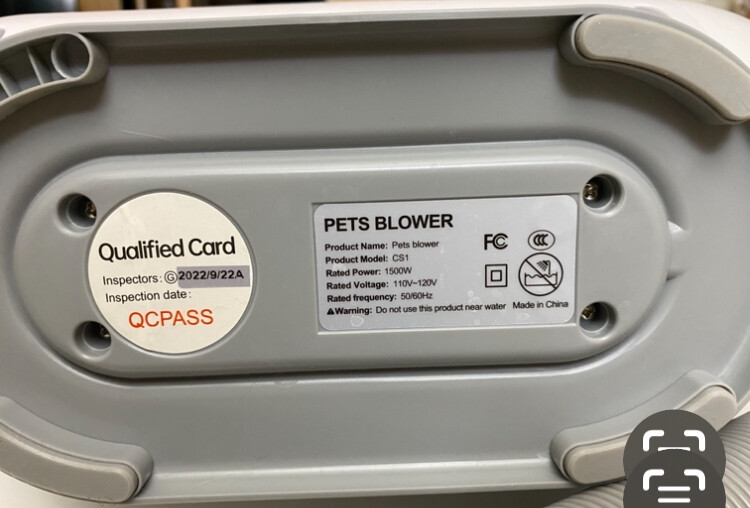 Qualified Card
Inspectors: G 2022/9/22A
Inspection date:
QCPASS
PETS BLOWER
Product Name: Pets blower
Product Model: CS1
Rated Power: 1500W
Rated Voltage: 110V~120V
Rated frequency: 50/60Hz
⚠Warning: Do not use this product near water
FC CCC
Made in China